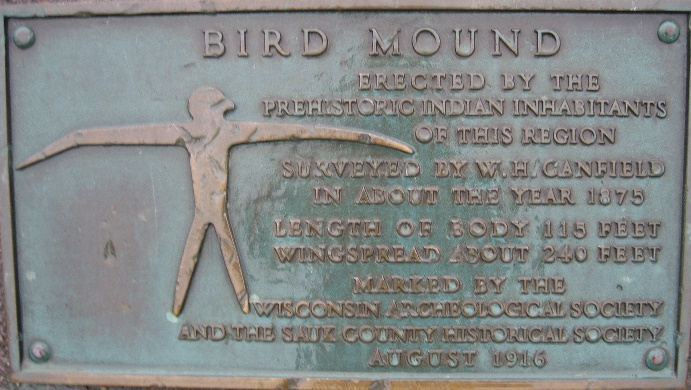 BIRD MOUND
ERECTED BY THE
PREHISTORIC INDIAN INHABITANTS
OF THIS REGION
SURVEYED BY W. H. CANFIELD
IN ABOUT THE YEAR 1875
LENGTH OF BODY 115 FEET
WINGSPREAD ABOUT 240 FEET
MARKED BY THE
WISCONSIN ARCHEOLOGICAL SOCIETY
AND THE SAUK COUNTY HISTORICAL SOCIETY
AUGUST 1916